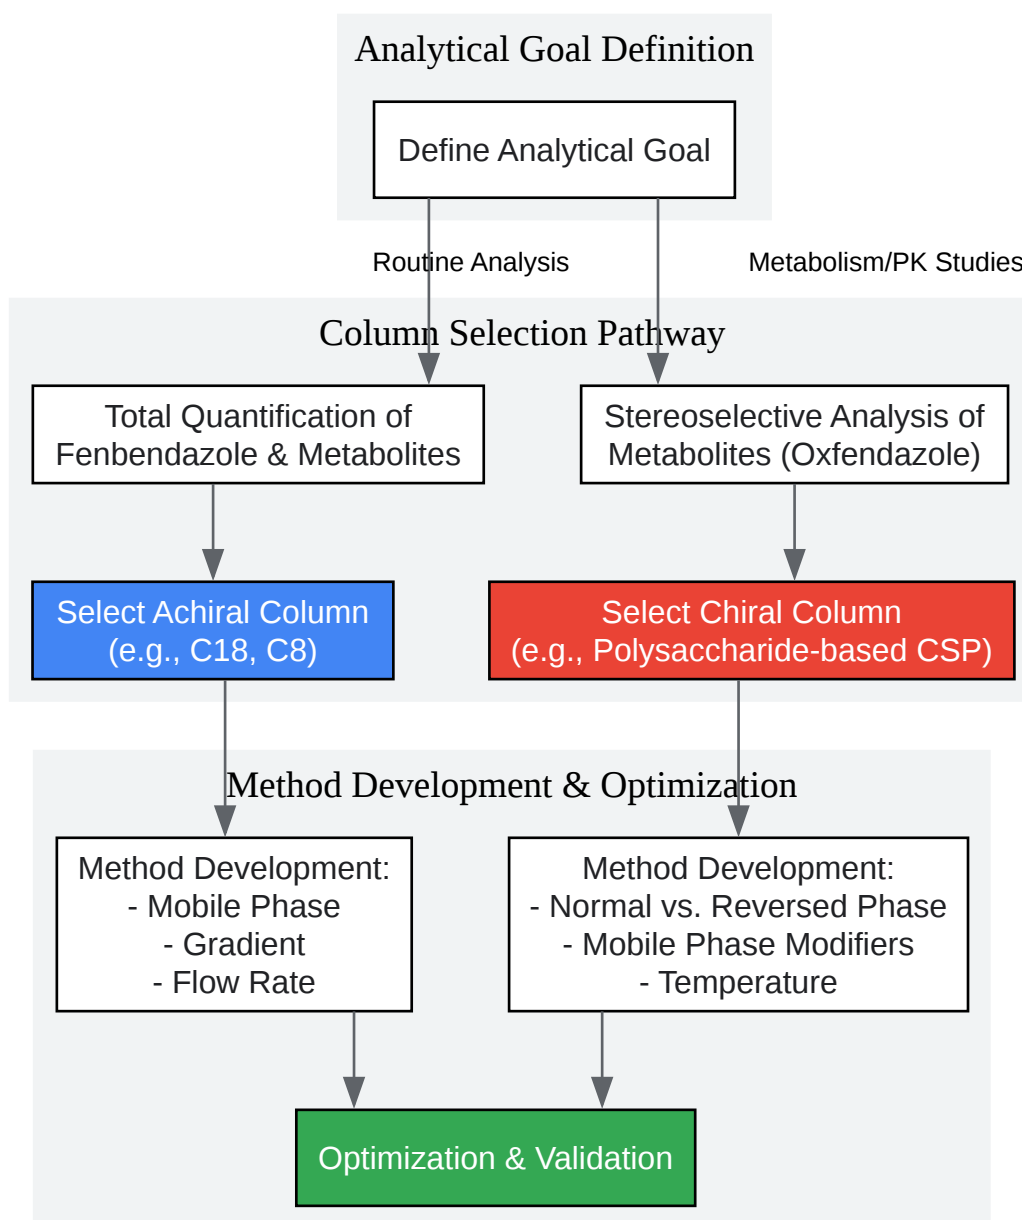 Analytical Goal Definition
Define Analytical Goal
Routine Analysis
Metabolism/PK Studies
Column Selection Pathway
Total Quantification of
Fenbendazole & Metabolites
Stereoselective Analysis of
Metabolites (Oxfendazole)
Select Achiral Column
(e.g., C18, C8)
Select Chiral Column
(e.g., Polysaccharide-based CSP)
Method Development & Optimization
Method Development:
- Mobile Phase
- Gradient
- Flow Rate
Method Development:
- Normal vs. Reversed Phase
- Mobile Phase Modifiers
- Temperature
Optimization & Validation